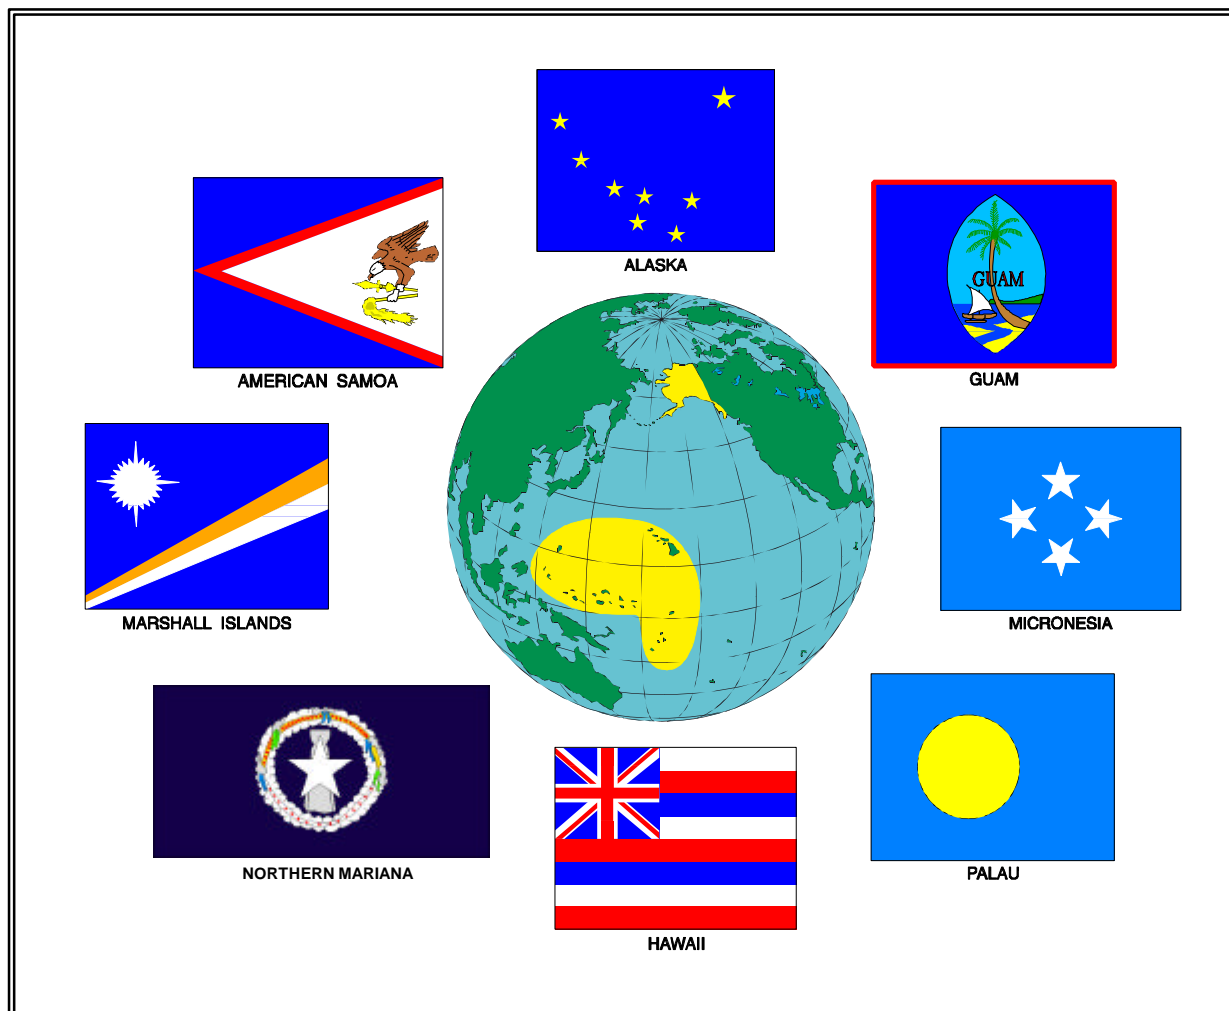 ALASKA
GUAM
AMERICAN SAMOA
GUAM
MARSHALL ISLANDS
MICRONESIA
NORTHERN MARIANA
PALAU
HAWAII